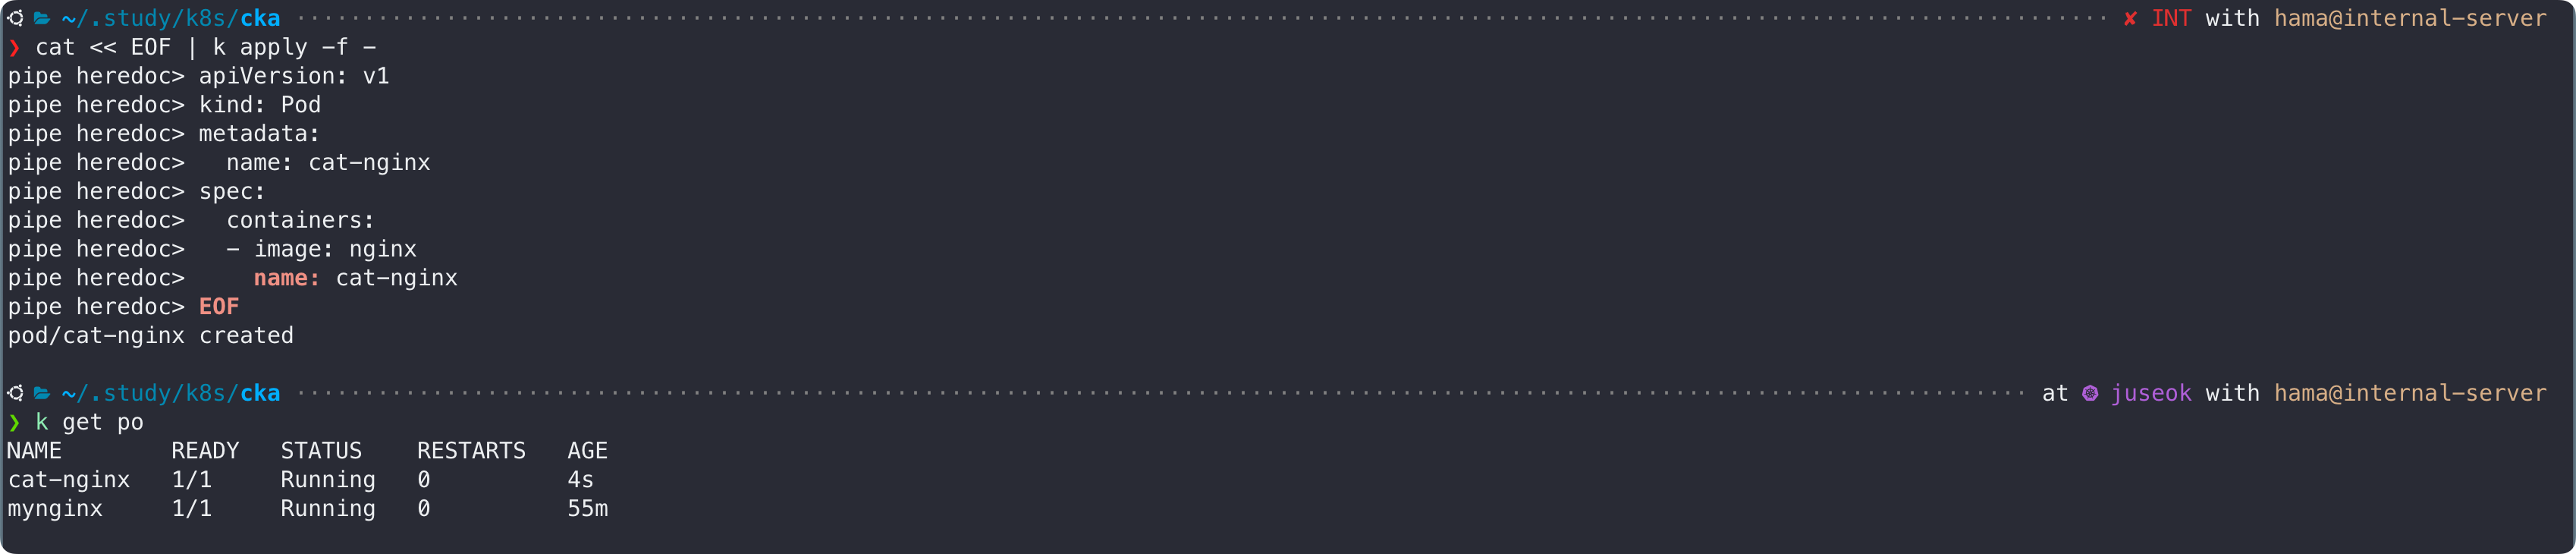 ~/.study/k8s/cka ✘ INT with hama@internal-server
❯ cat << EOF | k apply -f -
pipe heredoc> apiVersion: v1
pipe heredoc> kind: Pod
pipe heredoc> metadata:
pipe heredoc>   name: cat-nginx
pipe heredoc> spec:
pipe heredoc>   containers:
pipe heredoc>   - image: nginx
pipe heredoc>     name: cat-nginx
pipe heredoc> EOF
pod/cat-nginx created
~/.study/k8s/cka at juseok with hama@internal-server
❯ k get po
NAME        READY   STATUS    RESTARTS   AGE
cat-nginx   1/1     Running   0          4s
mynginx     1/1     Running   0          55m